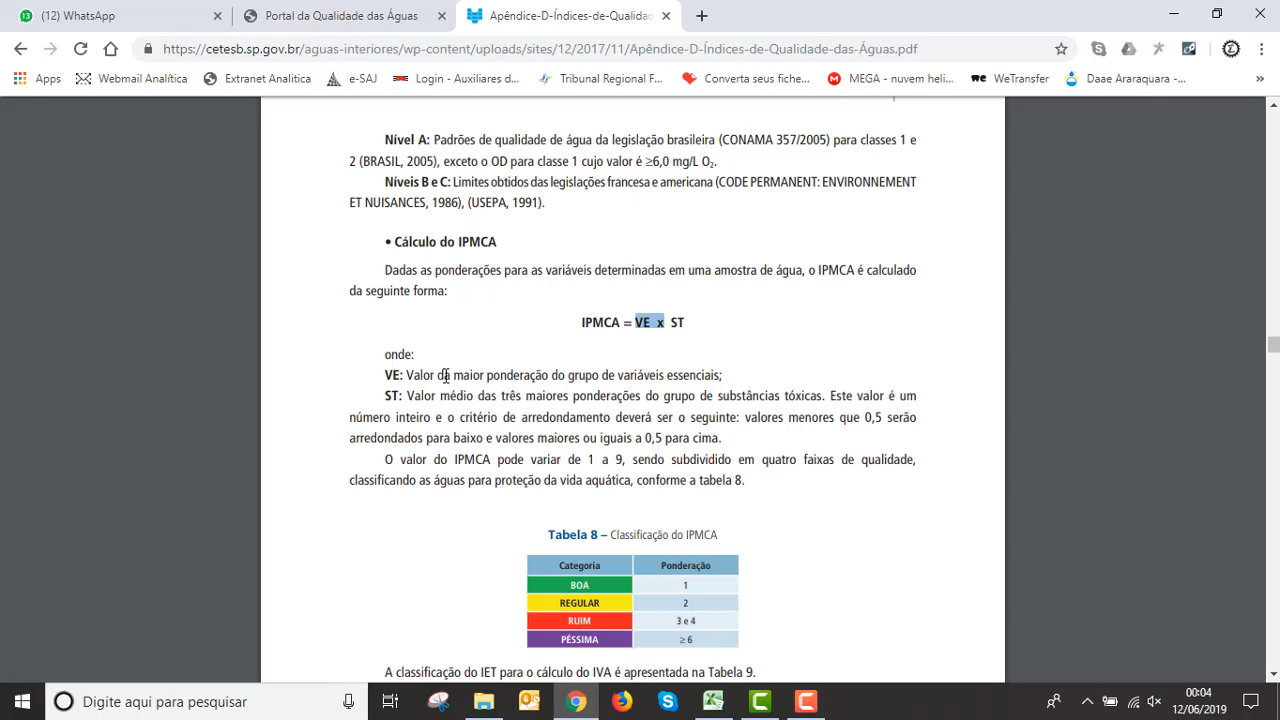 (12) WhatsApp
Portal da Qualidade das Águas
Apêndice-D-Índices-de-Qualidad
https://cetesb.sp.gov.br/aguas-interiores/wp-content/uploads/sites/12/2017/11/Apêndice-D-Índices-de-Qualidade-das-Águas.pdf
Apps
Webmail Analítica
Extranet Analitica
e-SAJ
Login - Auxiliares d...
Tribunal Regional F...
Converta seus fiche...
MEGA - nuvem heli...
WeTransfer
Daae Araraquara -...
Nível A: Padrões de qualidade de água da legislação brasileira (CONAMA 357/2005) para classes 1 e
2 (BRASIL, 2005), exceto o OD para classe 1 cujo valor é ≥6,0 mg/L O₂.
Níveis B e C: Limites obtidos das legislações francesa e americana (CODE PERMANENT: ENVIRONNEMENT
ET NUISANCES, 1986), (USEPA, 1991).
• Cálculo do IPMCA
Dadas as ponderações para as variáveis determinadas em uma amostra de água, o IPMCA é calculado
da seguinte forma:
IPMCA = VE x ST
onde:
VE: Valor da maior ponderação do grupo de variáveis essenciais;
ST: Valor médio das três maiores ponderações do grupo de substâncias tóxicas. Este valor é um
número inteiro e o critério de arredondamento deverá ser o seguinte: valores menores que 0,5 serão
arredondados para baixo e valores maiores ou iguais a 0,5 para cima.
O valor do IPMCA pode variar de 1 a 9, sendo subdividido em quatro faixas de qualidade,
classificando as águas para proteção da vida aquática, conforme a tabela 8.
Tabela 8 – Classificação do IPMCA
Categoria Ponderação
BOA 1
REGULAR 2
RUIM 3 e 4
PÉSSIMA ≥ 6
A classificação do IET para o cálculo do IVA é apresentada na Tabela 9.
Digite aqui para pesquisar
00:04
12/06/2019